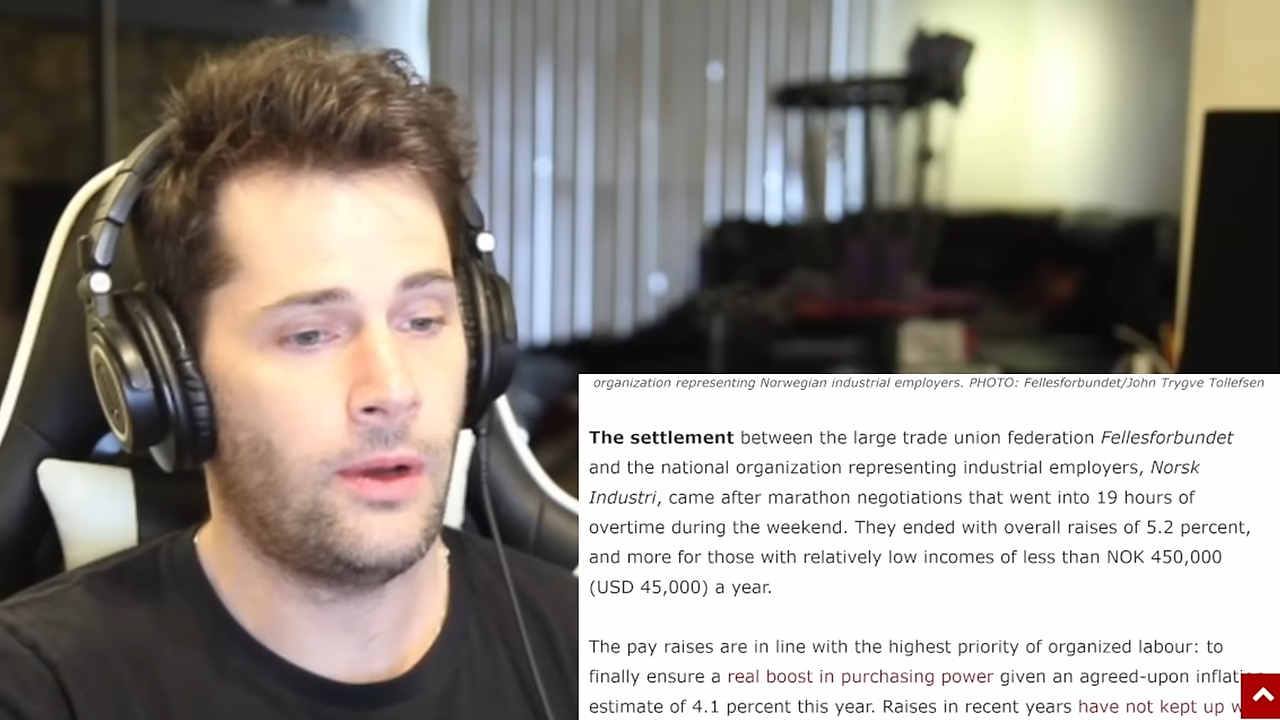 organization representing Norwegian industrial employers. PHOTO: Fellesforbundet/John Trygve Tollefsen
The settlement between the large trade union federation Fellesforbundet
and the national organization representing industrial employers, Norsk
Industri, came after marathon negotiations that went into 19 hours of
overtime during the weekend. They ended with overall raises of 5.2 percent,
and more for those with relatively low incomes of less than NOK 450,000
(USD 45,000) a year.
The pay raises are in line with the highest priority of organized labour: to
finally ensure a real boost in purchasing power given an agreed-upon
estimate of 4.1 percent this year. Raises in recent years have not kept up